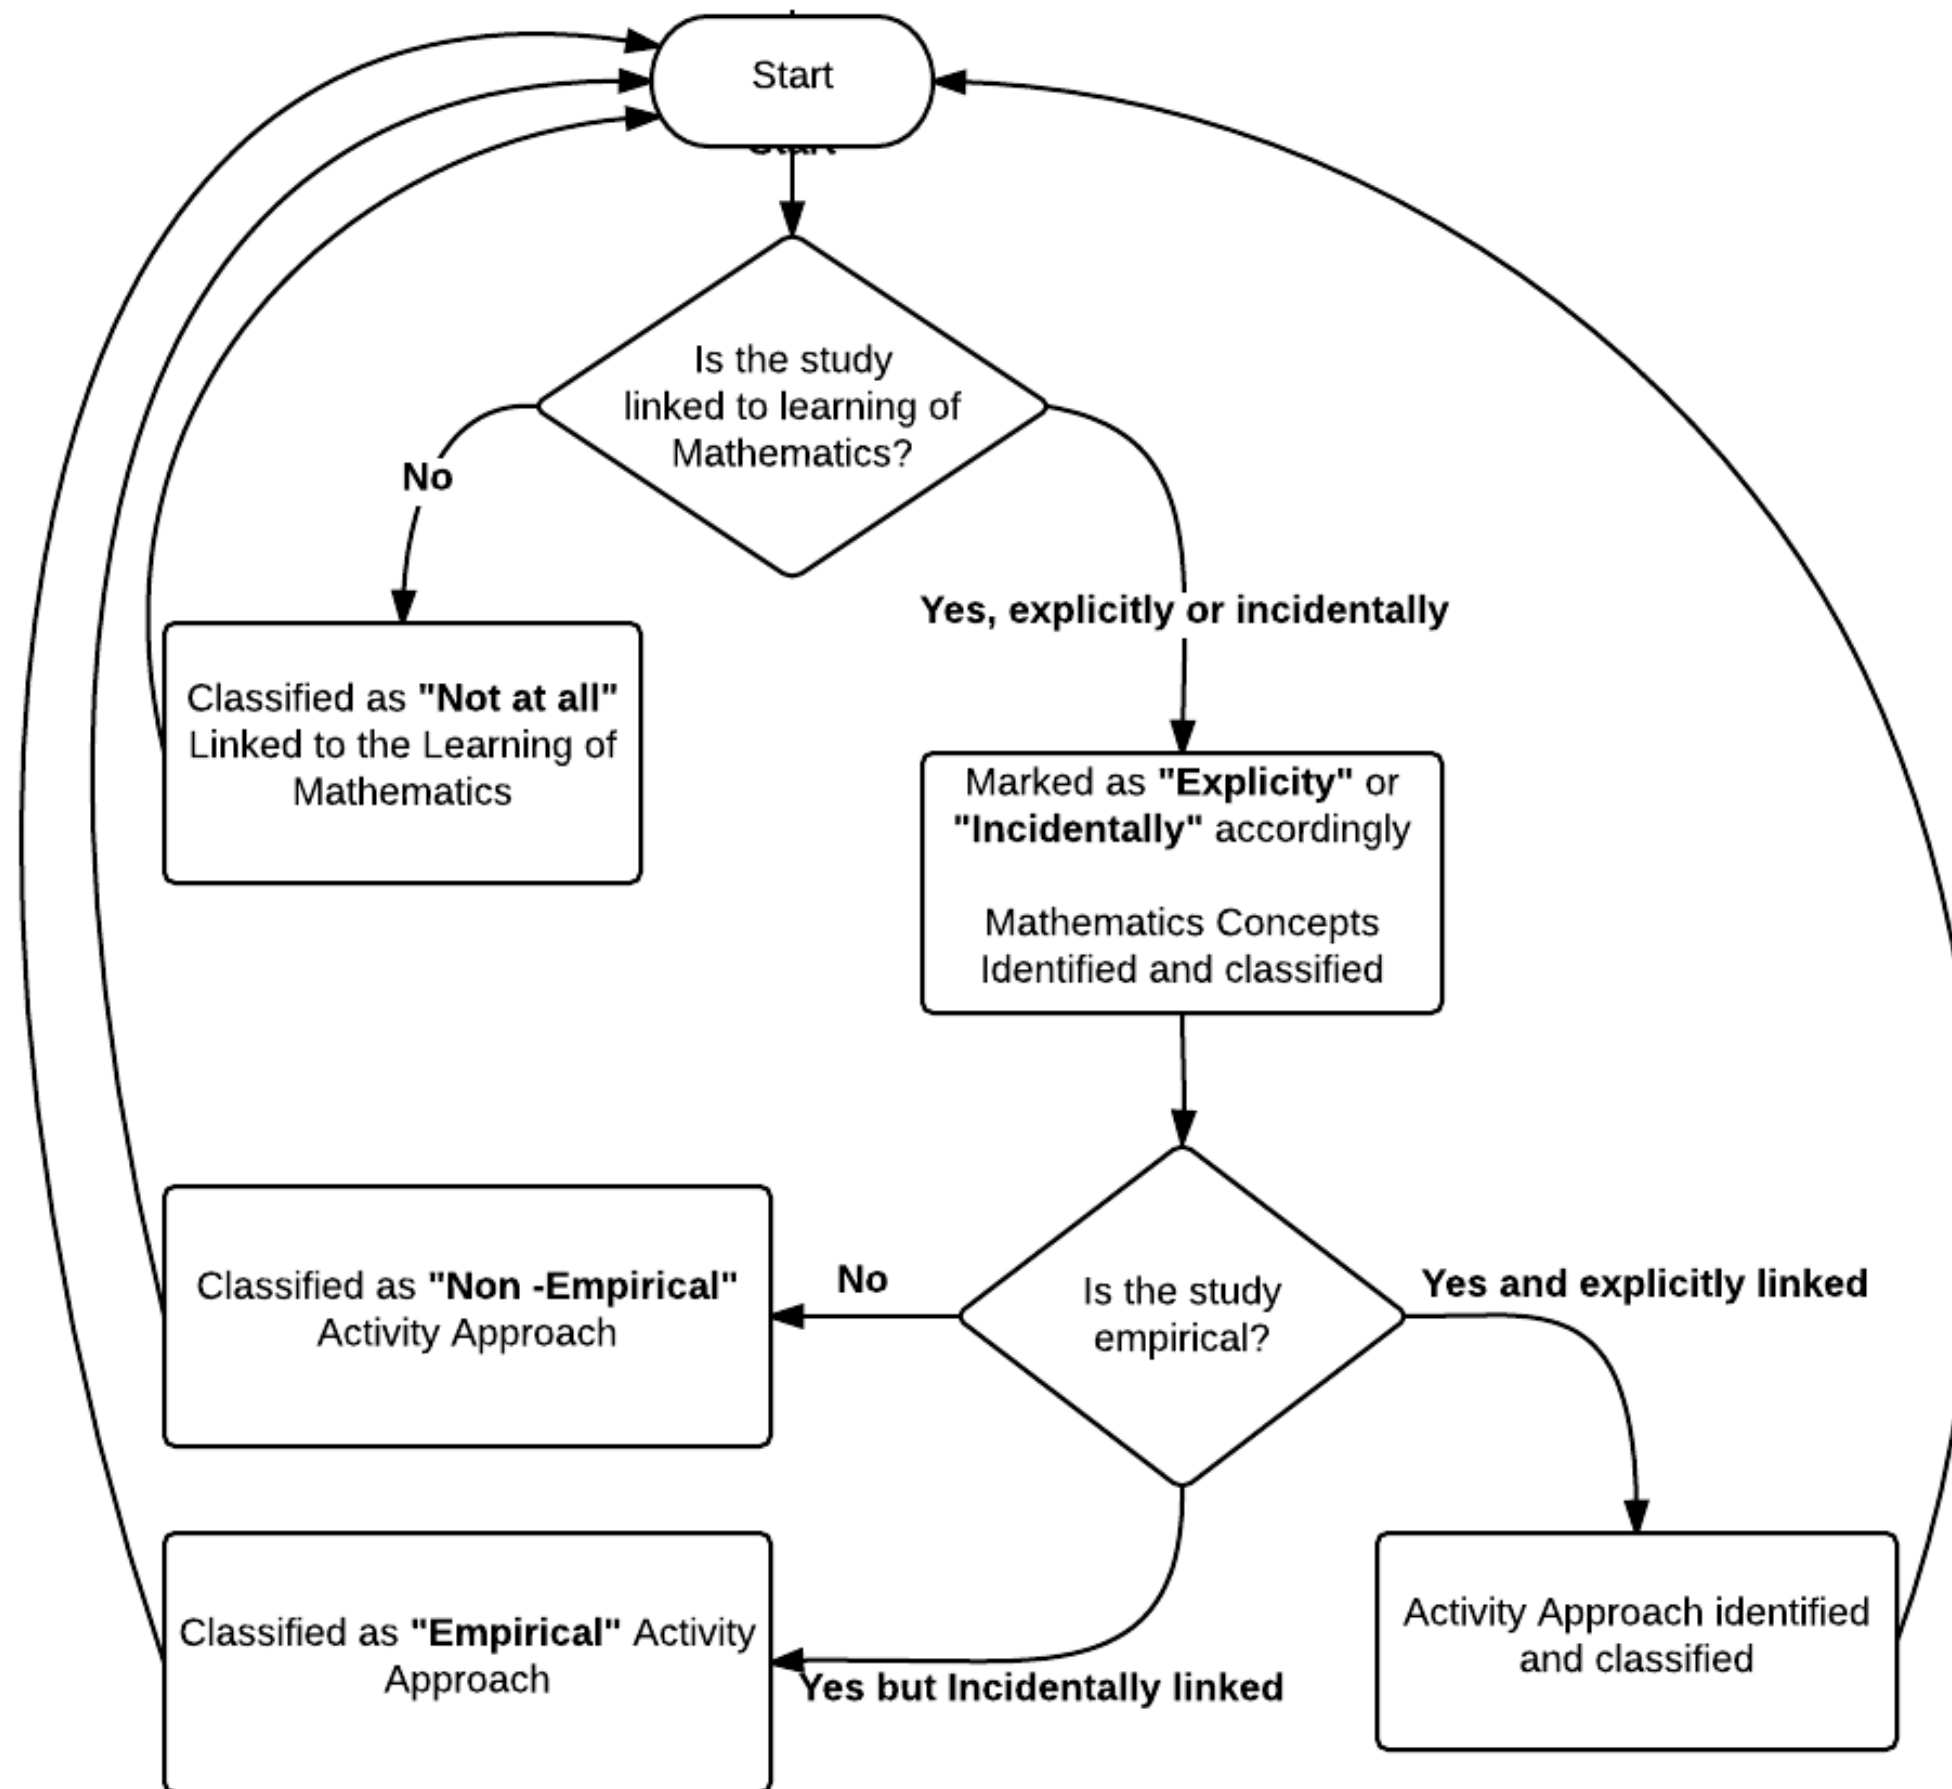 Start
Is the study
linked to learning of
Mathematics?
No
Yes, explicitly or incidentally
Classified as "Not at all"
Linked to the Learning of
Mathematics
Marked as "Explicity" or
"Incidentally" accordingly
Mathematics Concepts
Identified and classified
Is the study
empirical?
No
Yes and explicitly linked
Classified as "Non -Empirical"
Activity Approach
Classified as "Empirical" Activity
Approach
Yes but Incidentally linked
Activity Approach identified
and classified